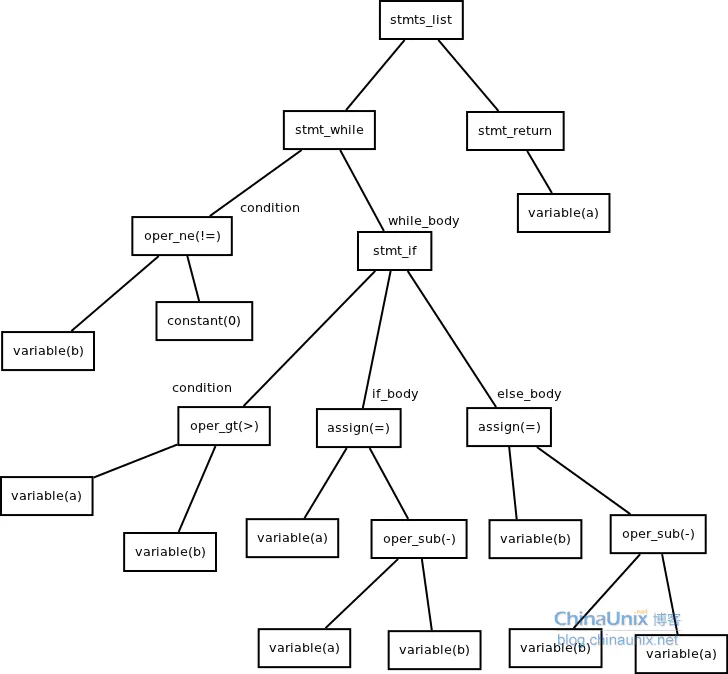 stmts_list
stmt_while
stmt_return
condition
variable(a)
while_body
oper_ne(!=)
stmt_if
constant(0)
variable(b)
condition
if_body
else_body
oper_gt(>)
assign(=)
assign(=)
variable(a)
variable(b)
variable(a)
oper_sub(-)
variable(b)
oper_sub(-)
ChinaUnix.net 博客
blog.chinaunix.net
variable(a)
variable(b)
variable(b)
variable(a)